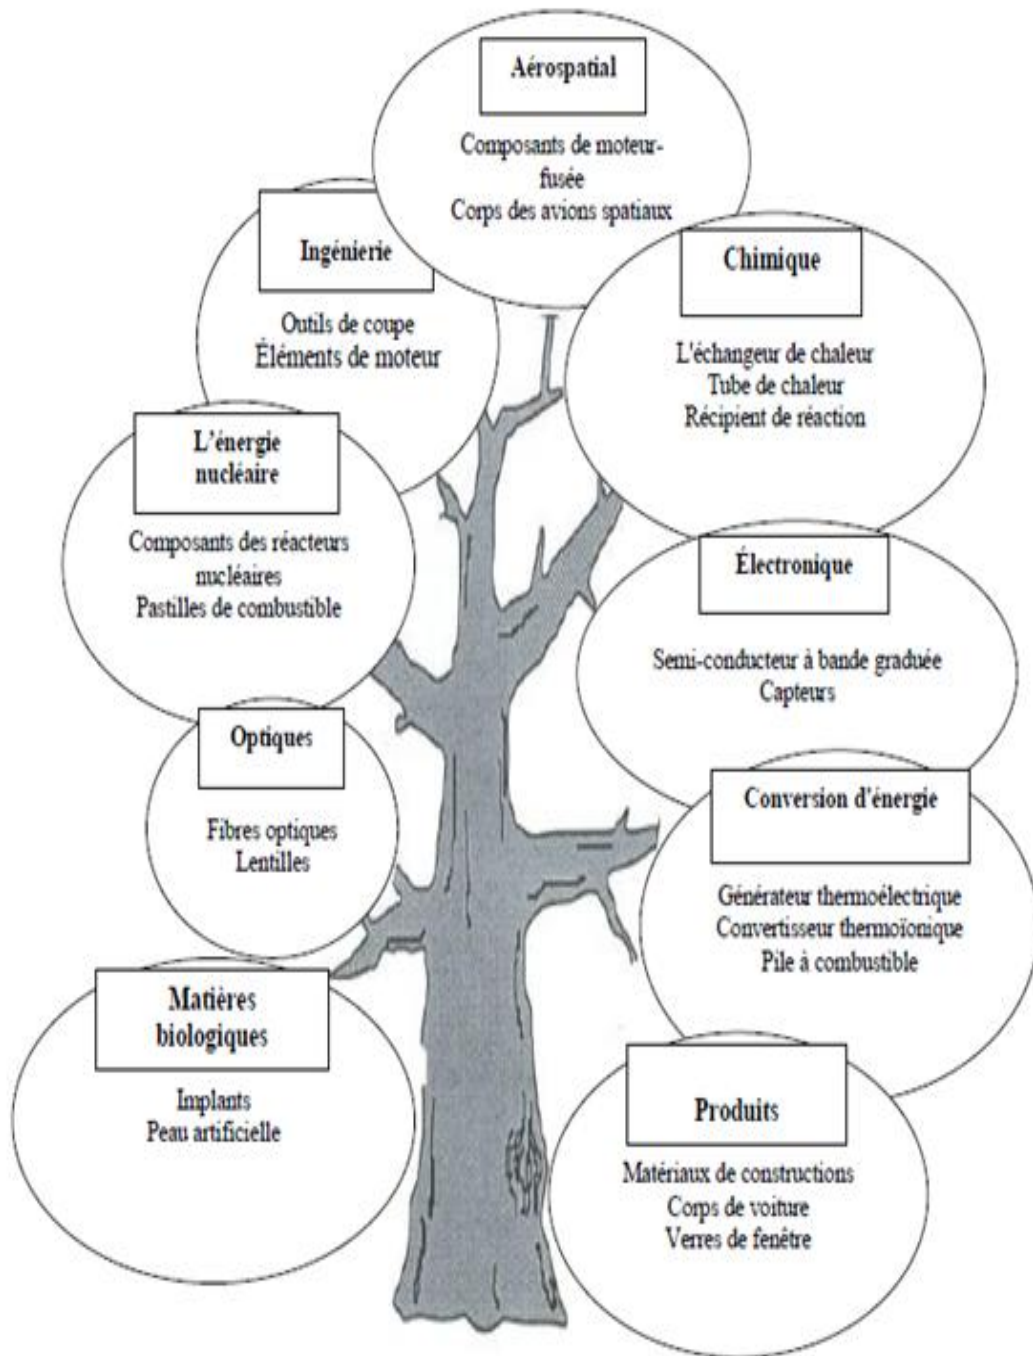 Aérospatial
Composants de moteur-
fusée
Corps des avions spatiaux
Ingénierie
Outils de coupe
Éléments de moteur
Chimique
L'échangeur de chaleur
Tube de chaleur
Récipient de réaction
L'énergie
nucléaire
Composants des réacteurs
nucléaires
Pastilles de combustible
Électronique
Semi-conducteur à bande graduée
Capteurs
Optiques
Fibres optiques
Lentilles
Conversion d'énergie
Générateur thermoélectrique
Convertisseur thermoïonique
Pile à combustible
Matières
biologiques
Implants
Peau artificielle
Produits
Matériaux de constructions
Corps de voiture
Verres de fenêtre